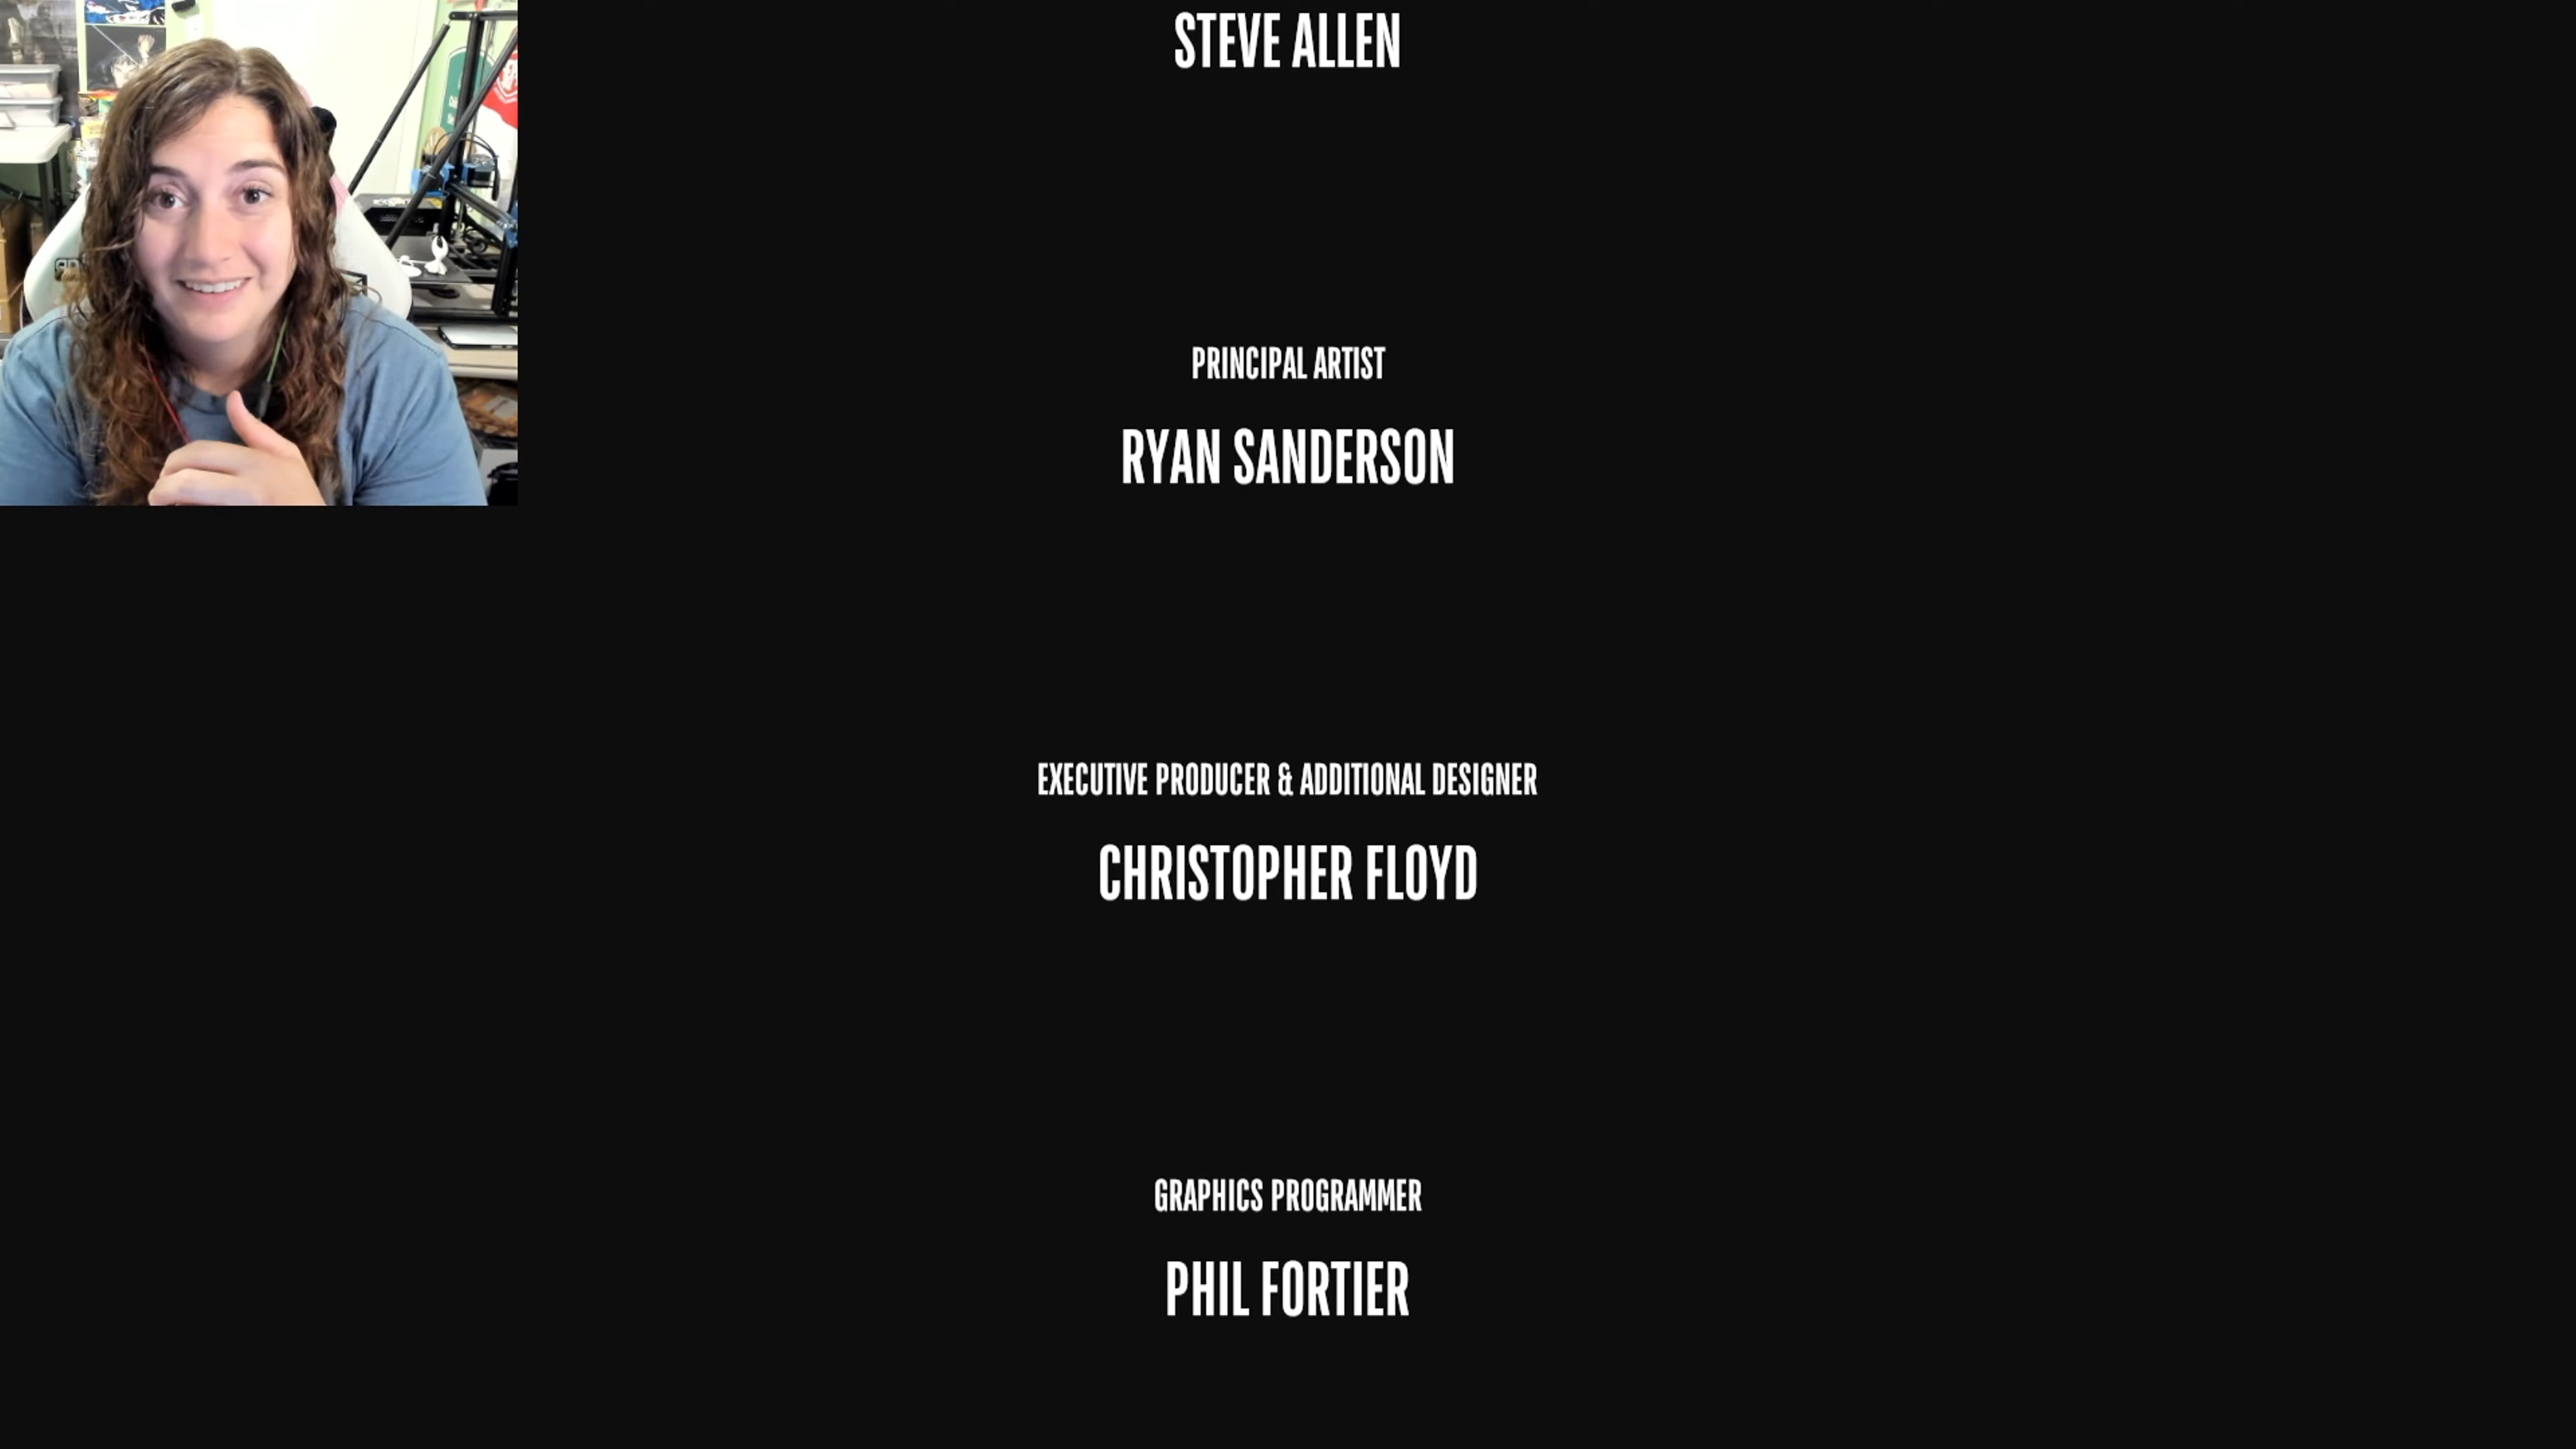 STEVE ALLEN
PRINCIPAL ARTIST
RYAN SANDERSON
EXECUTIVE PRODUCER & ADDITIONAL DESIGNER
CHRISTOPHER FLOYD
GRAPHICS PROGRAMMER
PHIL FORTIER